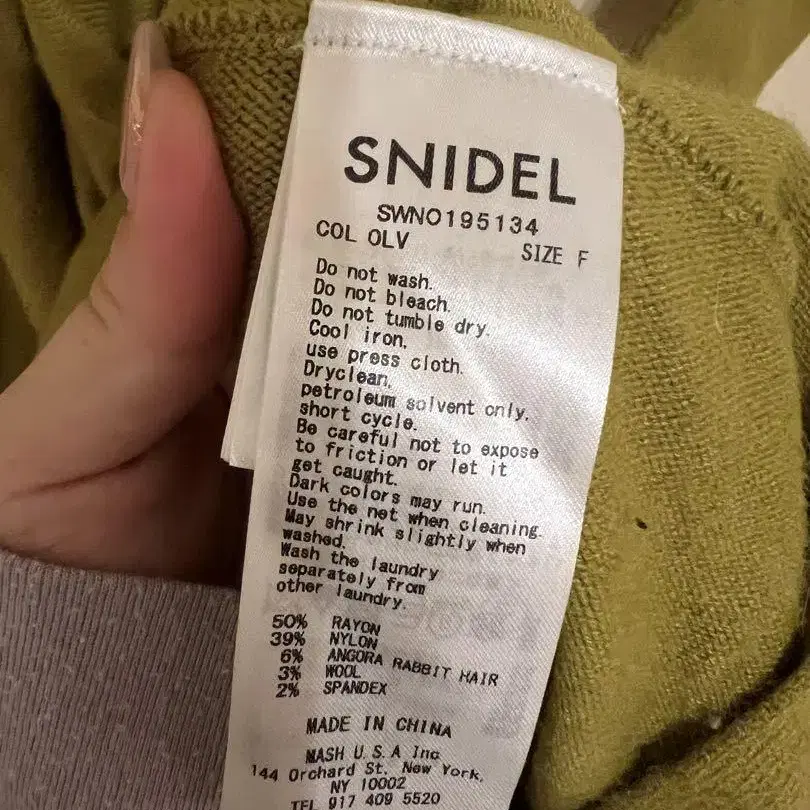 SNIDEL
SWNO195134
COL OLV
SIZE F
Do not wash.
Do not bleach.
Do not tumble dry.
Cool iron,
use press cloth.
Dryclean,
petroleum solvent only.
short cycle.
Be careful not to expose
to friction or let it
get caught.
Dark colors may run.
Use the net when cleaning.
May shrink slightly when
washed.
Wash the laundry
separately from
other laundry.
50% RAYON
39% NYLON
6% ANGORA RABBIT HAIR
3% WOOL
2% SPANDEX
MADE IN CHINA
MASH U.S.A Inc
144 Orchard St. New York,
NY 10002
TEL 917 409 5520